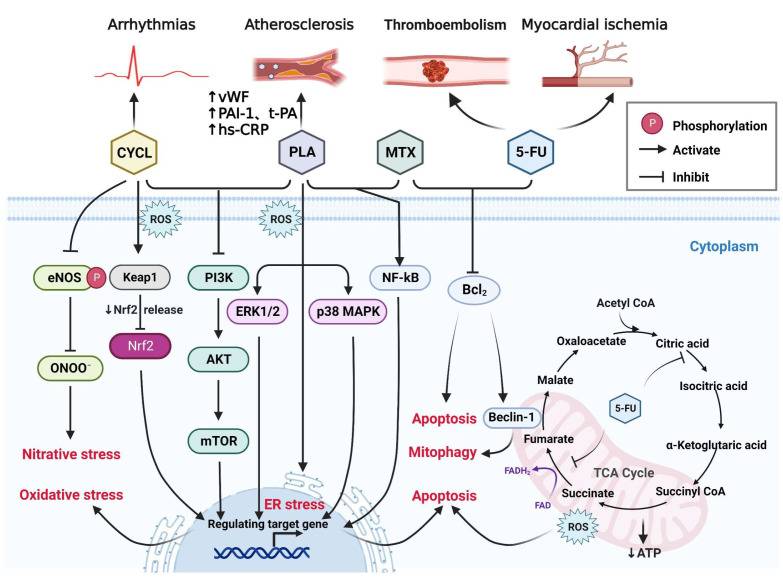 Arrhythmias
Atherosclerosis
Thromboembolism
Myocardial ischemia
↑vWF
↑PAI-1、t-PA
↑hs-CRP
CYCL
PLA
MTX
5-FU
P
Phosphorylation
Activate
Inhibit
ROS
ROS
Cytoplasm
eNOS
P
Keap1
PI3K
NF-kB
Bcl₂
↓Nrf2 release
ERK1/2
p38 MAPK
Acetyl CoA
Nrf2
Oxaloacetate
Citric acid
ONOO⁻
AKT
Malate
Isocitric acid
5-FU
Apoptosis
Beclin-1
mTOR
Fumarate
α-Ketoglutaric acid
Nitrative stress
Mitophagy
FADH₂
TCA Cycle
Oxidative stress
ER stress
Apoptosis
FAD
Succinate
Succinyl CoA
Regulating target gene
ROS
↓ATP